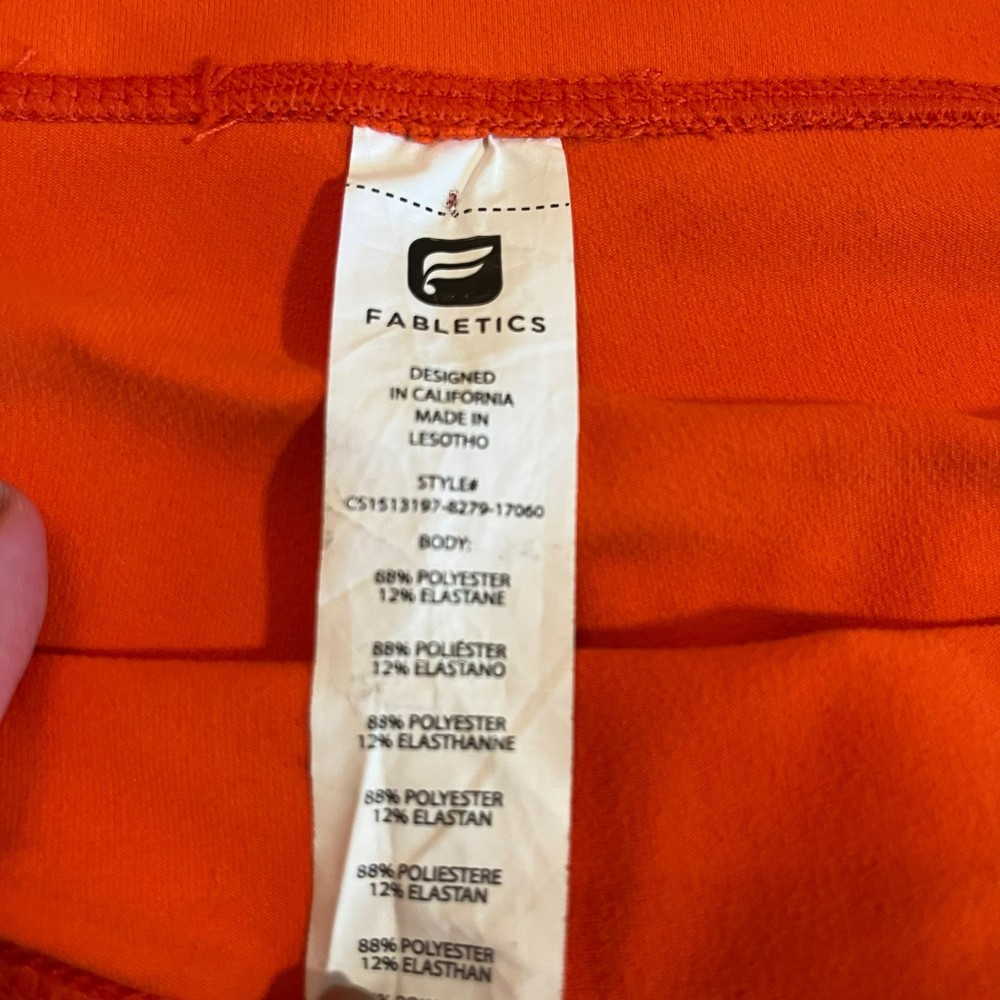 FABLETICS
DESIGNED
IN CALIFORNIA
MADE IN
LESOTHO
STYLE#
CS1513197-8279-17060
BODY:
88% POLYESTER
12% ELASTANE
88% POLIÉSTER
12% ELASTANO
88% POLYESTER
12% ELASTHANNE
88% POLYESTER
12% ELASTAN
88% POLIESTERE
12% ELASTAN
88% POLYESTER
12% ELASTHAN